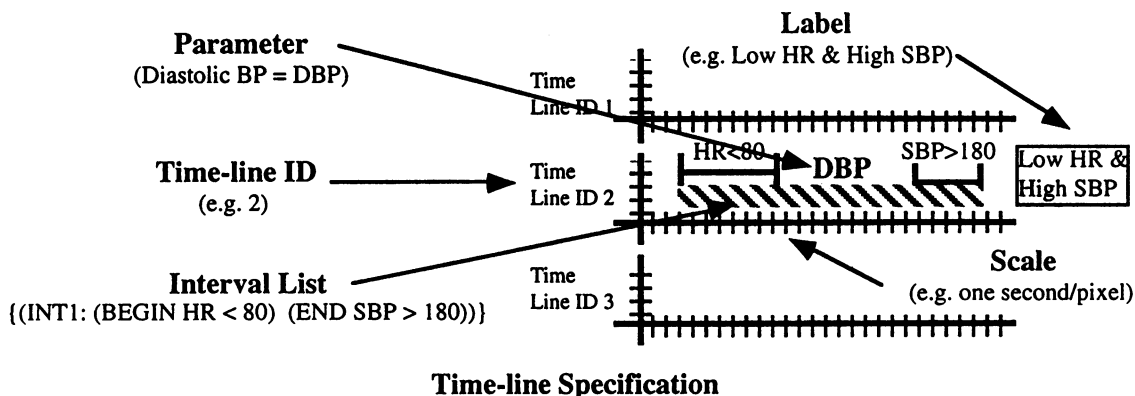 Label
(e.g. Low HR & High SBP)
Parameter
(Diastolic BP = DBP)
Time
Line ID 1
HR<80
DBP
SBP>180
Low HR &
High SBP
Time-line ID
(e.g. 2)
Time
Line ID 2
Interval List
{(INT1: (BEGIN HR < 80) (END SBP > 180))}
Time
Line ID 3
Scale
(e.g. one second/pixel)
Time-line Specification